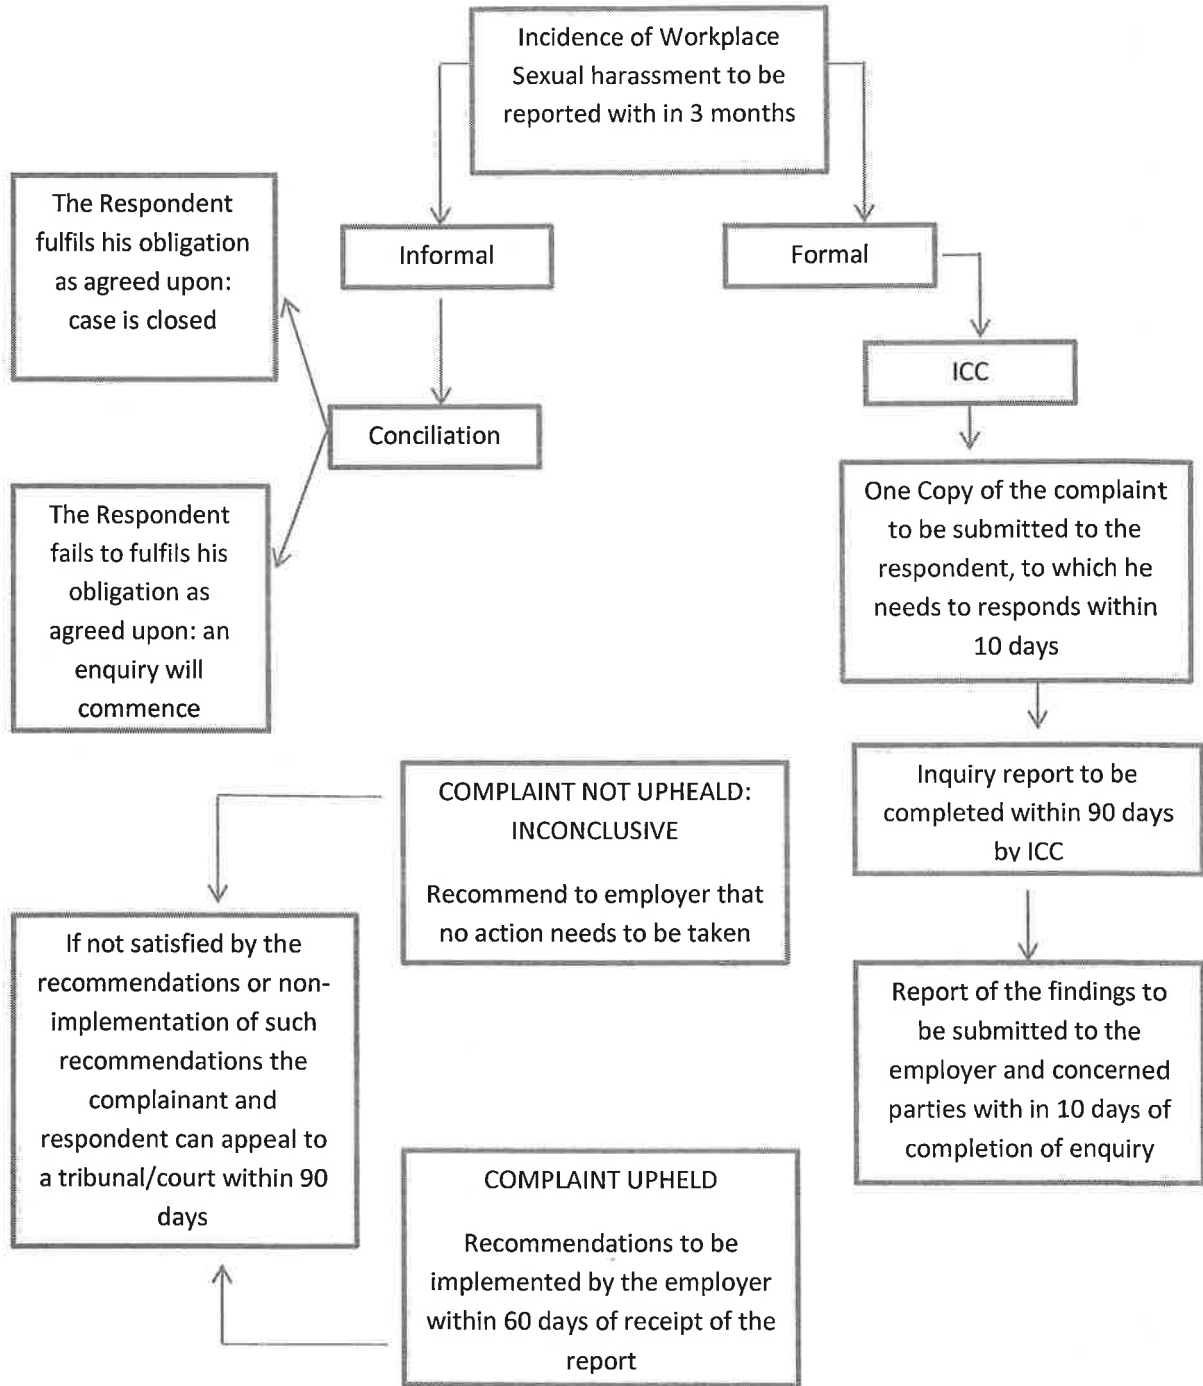 Incidence of Workplace
Sexual harassment to be
reported with in 3 months
The Respondent
fulfils his obligation
as agreed upon:
case is closed
Informal
Formal
ICC
Conciliation
The Respondent
fails to fulfils his
obligation as
agreed upon: an
enquiry will
commence
One Copy of the complaint
to be submitted to the
respondent, to which he
needs to responds within
10 days
Inquiry report to be
completed within 90 days
by ICC
COMPLAINT NOT UPHEALD:
INCONCLUSIVE
Recommend to employer that
no action needs to be taken
If not satisfied by the
recommendations or non-
implementation of such
recommendations the
complainant and
respondent can appeal to
a tribunal/court within 90
days
Report of the findings to
be submitted to the
employer and concerned
parties with in 10 days of
completion of enquiry
COMPLAINT UPHELD
Recommendations to be
implemented by the employer
within 60 days of receipt of the
report